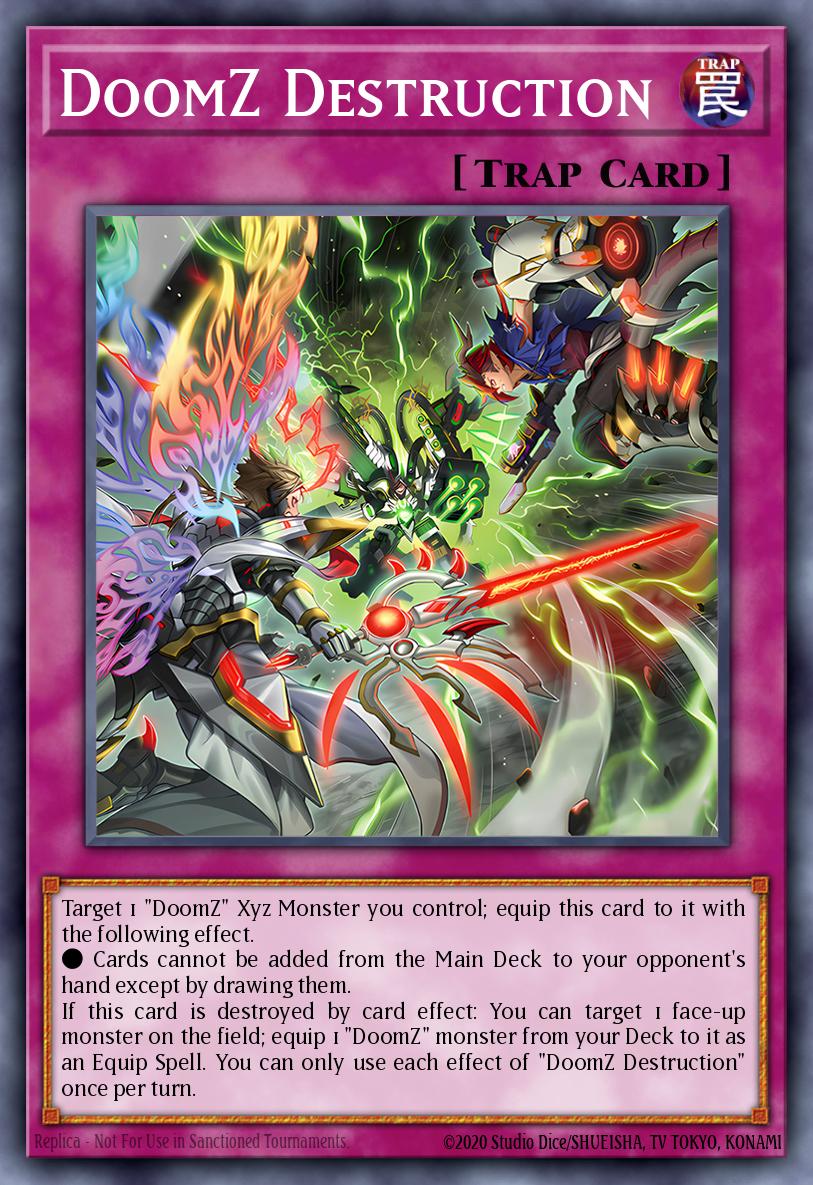 DoomZ Destruction
TRAP
罠
[Trap Card]
Target 1 "DoomZ" Xyz Monster you control; equip this card to it with
the following effect.
● Cards cannot be added from the Main Deck to your opponent's
hand except by drawing them.
If this card is destroyed by card effect: You can target 1 face-up
monster on the field; equip 1 "DoomZ" monster from your Deck to it as
an Equip Spell. You can only use each effect of "DoomZ Destruction"
once per turn.
Replica - Not For Use in Sanctioned Tournaments.
©2020 Studio Dice/SHUEISHA, TV TOKYO, KONAMI